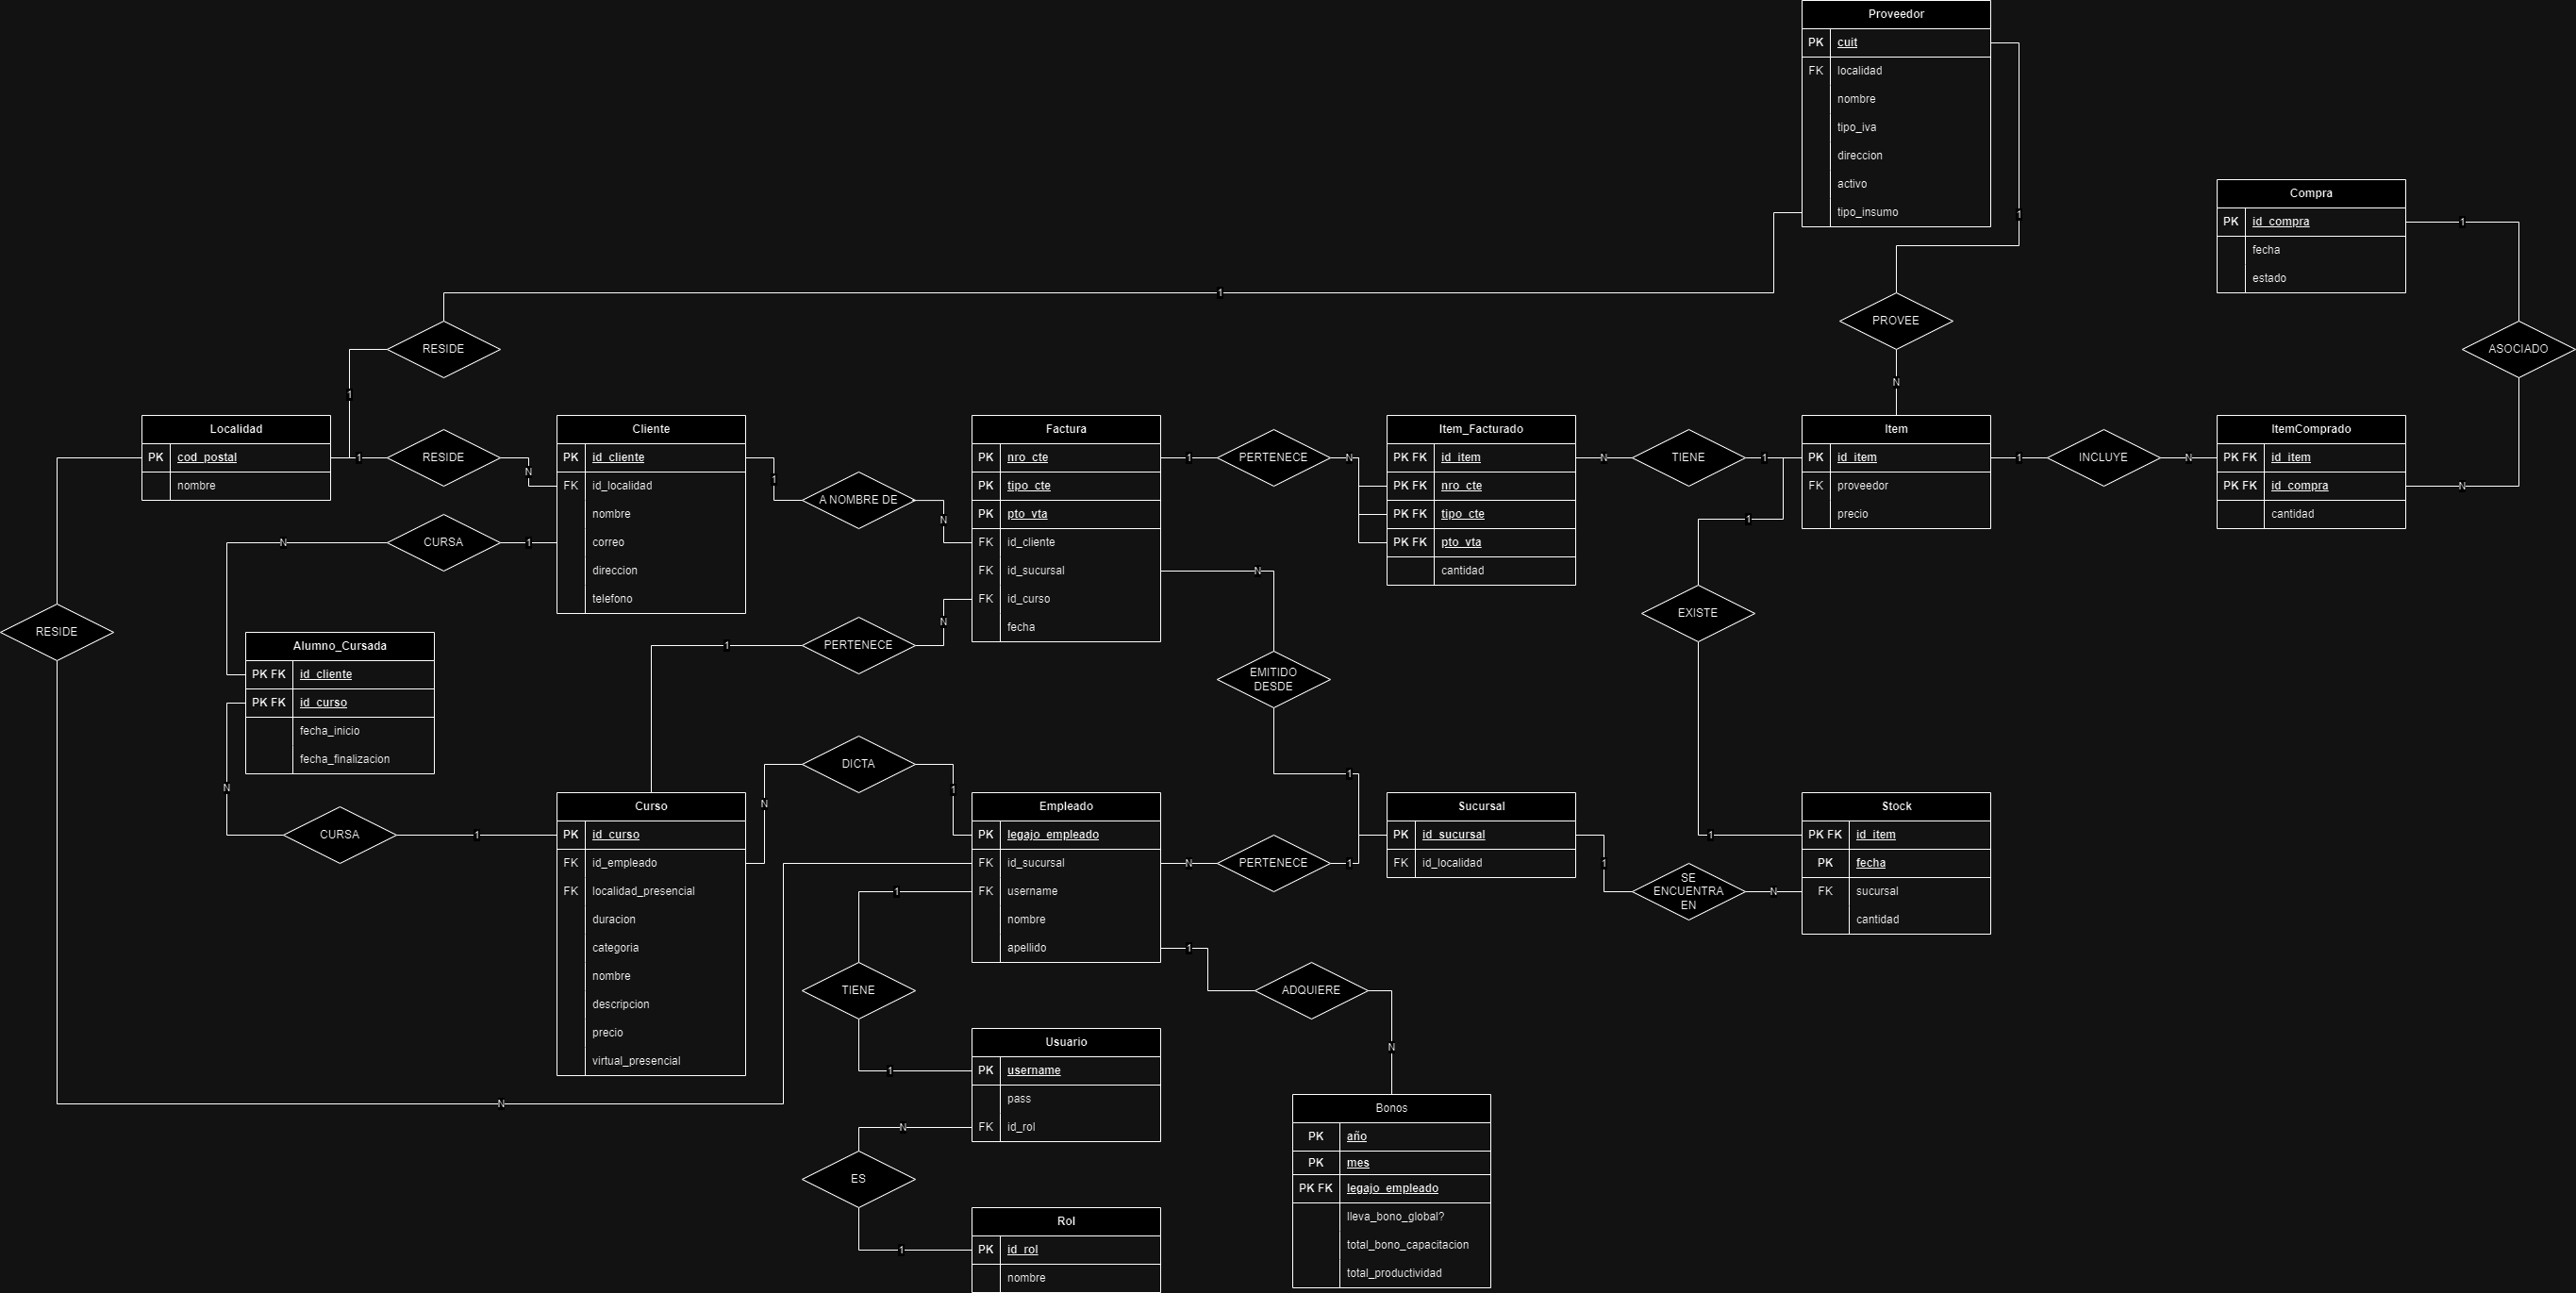 Proveedor
PK cuit
FK localidad
nombre
tipo_iva
direccion
activo
tipo_insumo
1
Compra
PK id_compra
fecha
estado
1
1
PROVEE
N
ASOCIADO
RESIDE
1
Localidad
PK cod_postal
nombre
1
RESIDE
N
Cliente
PK id_cliente
FK id_localidad
nombre
correo
direccion
telefono
1
A NOMBRE DE
N
Factura
PK nro_cte
PK tipo_cte
PK pto_vta
FK id_cliente
FK id_sucursal
FK id_curso
fecha
1
PERTENECE
N
Item_Facturado
PK FK id_item
PK FK nro_cte
PK FK tipo_cte
PK FK pto_vta
cantidad
N
TIENE
1
Item
PK id_item
FK proveedor
precio
1
INCLUYE
N
ItemComprado
PK FK id_item
PK FK id_compra
cantidad
N
N
CURSA
1
1
N
EXISTE
RESIDE
Alumno_Cursada
PK FK id_cliente
PK FK id_curso
fecha_inicio
fecha_finalizacion
1
PERTENECE
N
EMITIDO
DESDE
1
N
CURSA
1
DICTA
N
1
Curso
PK id_curso
FK id_empleado
FK localidad_presencial
duracion
categoria
nombre
descripcion
precio
virtual_presencial
Empleado
PK legajo_empleado
FK id_sucursal
FK username
nombre
apellido
N
PERTENECE
1
Sucursal
PK id_sucursal
FK id_localidad
1
SE
ENCUENTRA
EN
N
1
Stock
PK FK id_item
PK fecha
FK sucursal
cantidad
1
TIENE
1
1
ADQUIERE
N
Usuario
PK username
pass
FK id_rol
N
N
ES
1
Rol
PK id_rol
nombre
Bonos
PK año
PK mes
PK FK legajo_empleado
lleva_bono_global?
total_bono_capacitacion
total_productividad